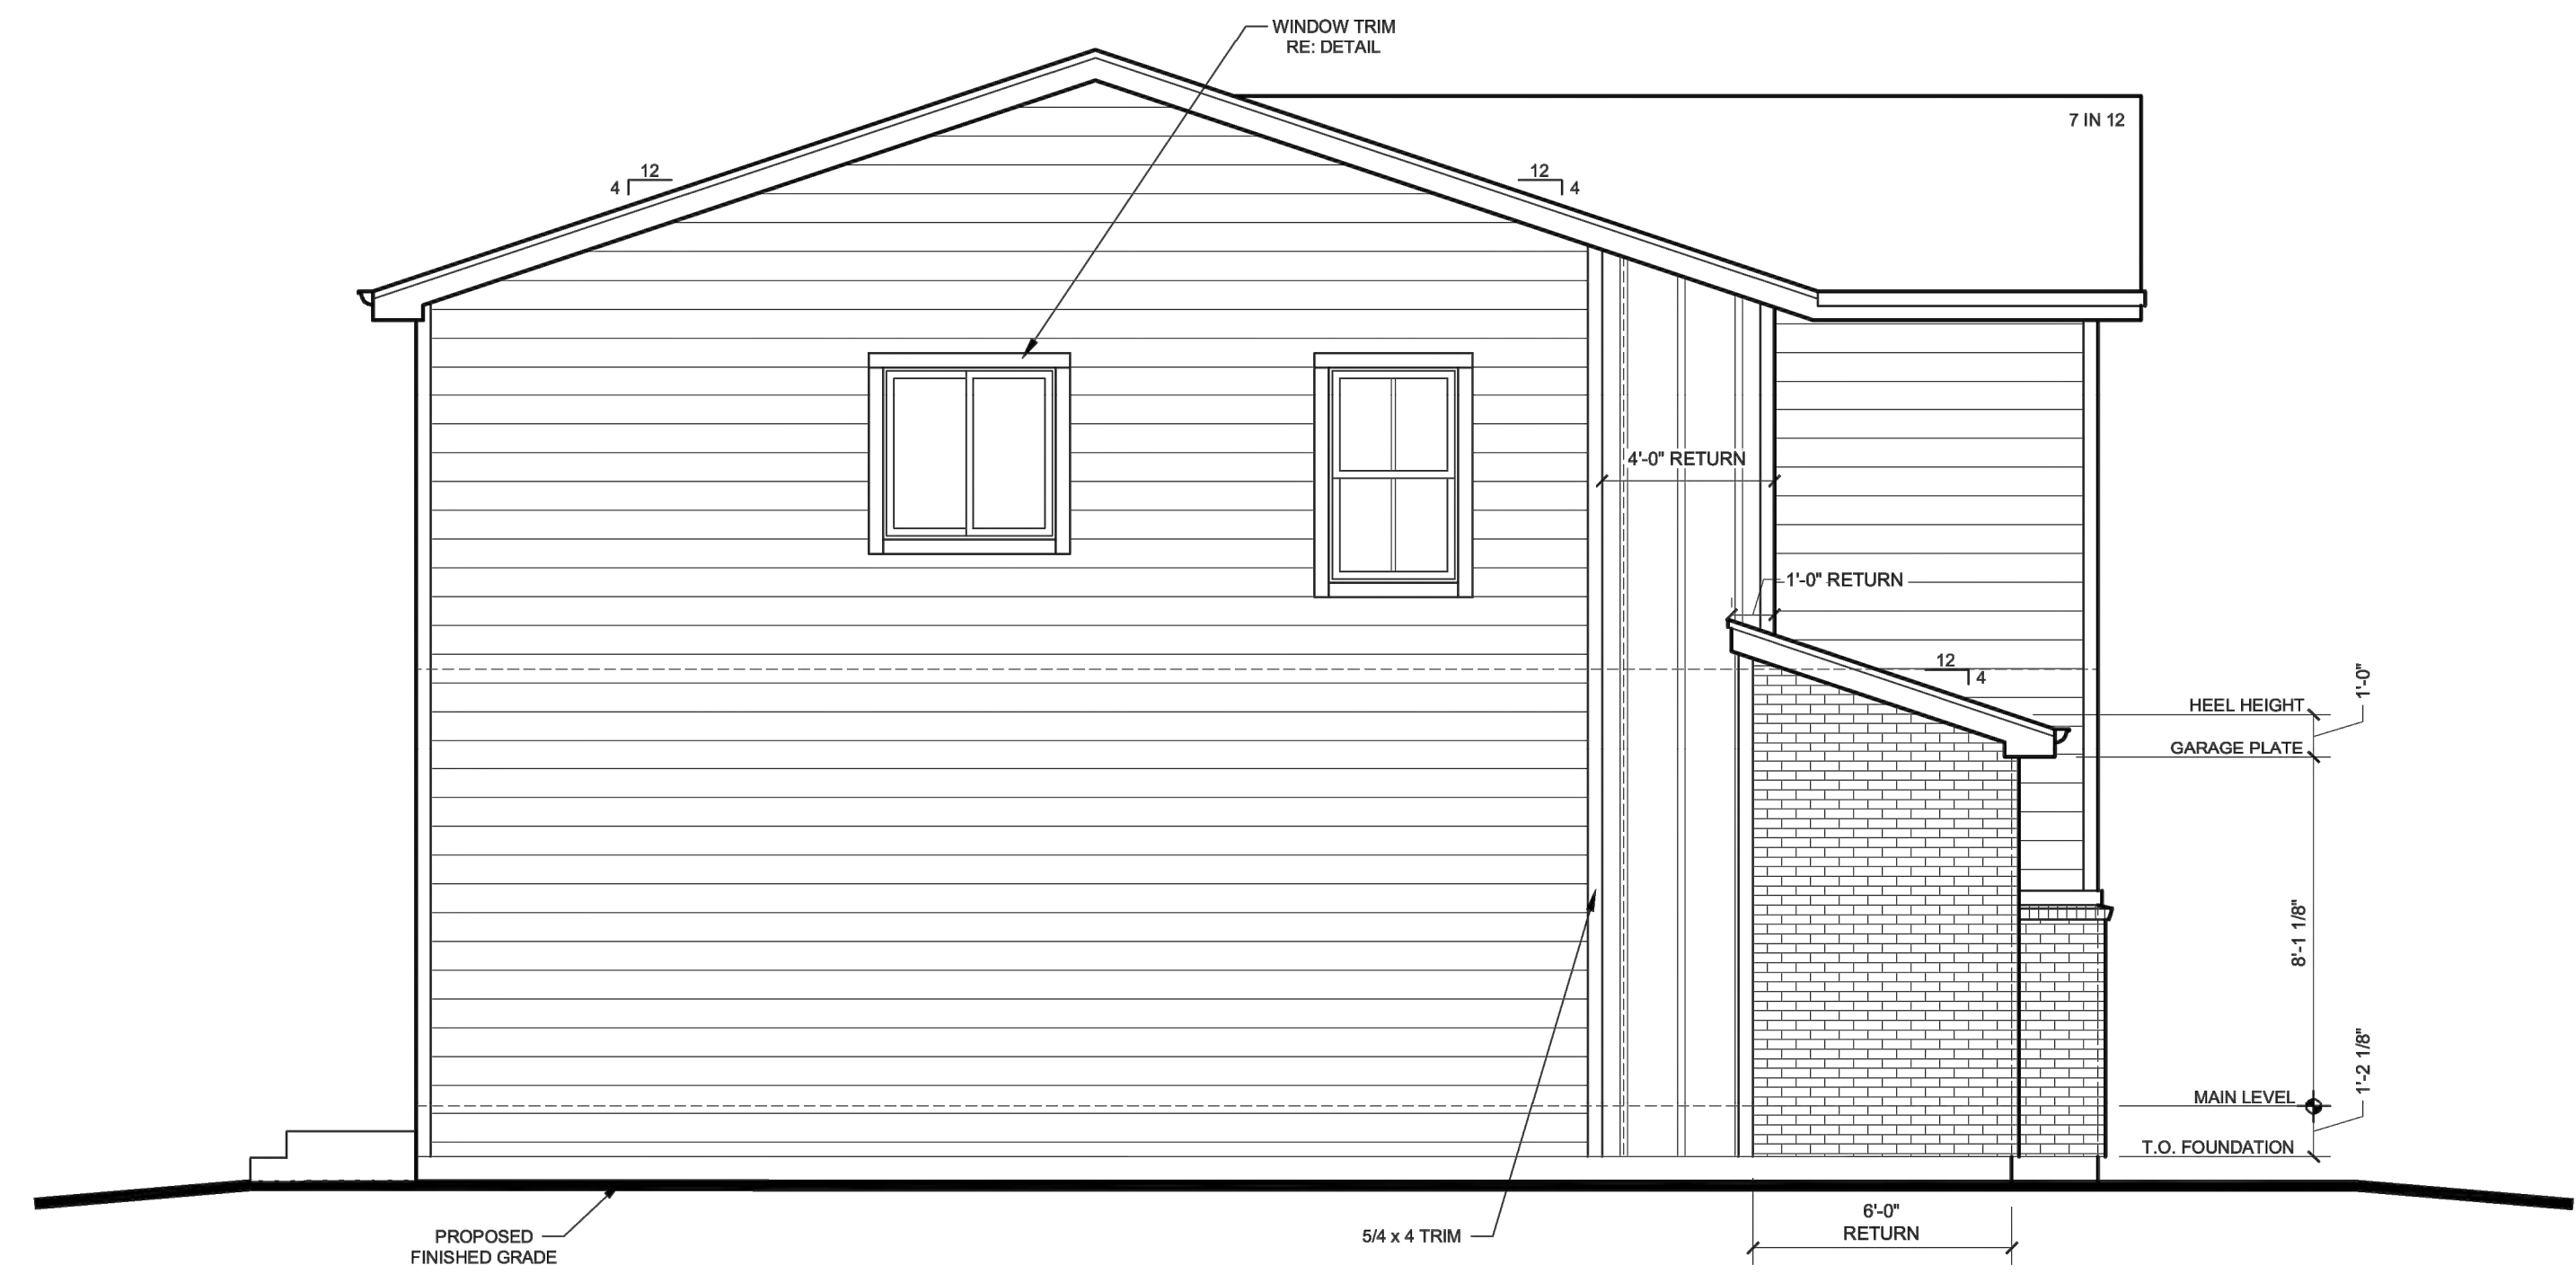 WINDOW TRIM
RE: DETAIL
7 IN 12
12
4
12
4
4'-0" RETURN
1'-0" RETURN
12
4
1'-0"
HEEL HEIGHT
GARAGE PLATE
8'-1 1/8"
1'-2 1/8"
MAIN LEVEL
T.O. FOUNDATION
6'-0"
RETURN
5/4 x 4 TRIM
PROPOSED
FINISHED GRADE